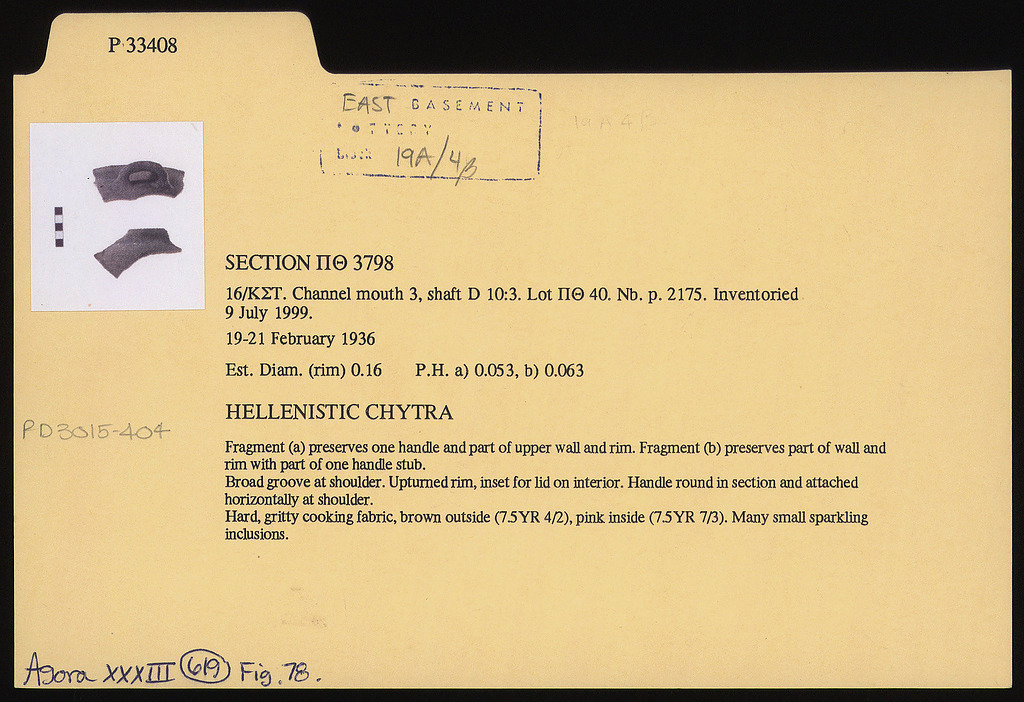 P 33408
EAST BASEMENT
POTTERY
19A/4β
19 A 4/β
SECTION ΠΘ 3798
16/ΚΣΤ. Channel mouth 3, shaft D 10:3. Lot ΠΘ 40. Nb. p. 2175. Inventoried
9 July 1999.
19-21 February 1936
Est. Diam. (rim) 0.16 P.H. a) 0.053, b) 0.063
HELLENISTIC CHYTRA
PD3015-404
Fragment (a) preserves one handle and part of upper wall and rim. Fragment (b) preserves part of wall and
rim with part of one handle stub.
Broad groove at shoulder. Upturned rim, inset for lid on interior. Handle round in section and attached
horizontally at shoulder.
Hard, gritty cooking fabric, brown outside (7.5YR 4/2), pink inside (7.5YR 7/3). Many small sparkling
inclusions.
Agora XXXIII 619 Fig. 78.